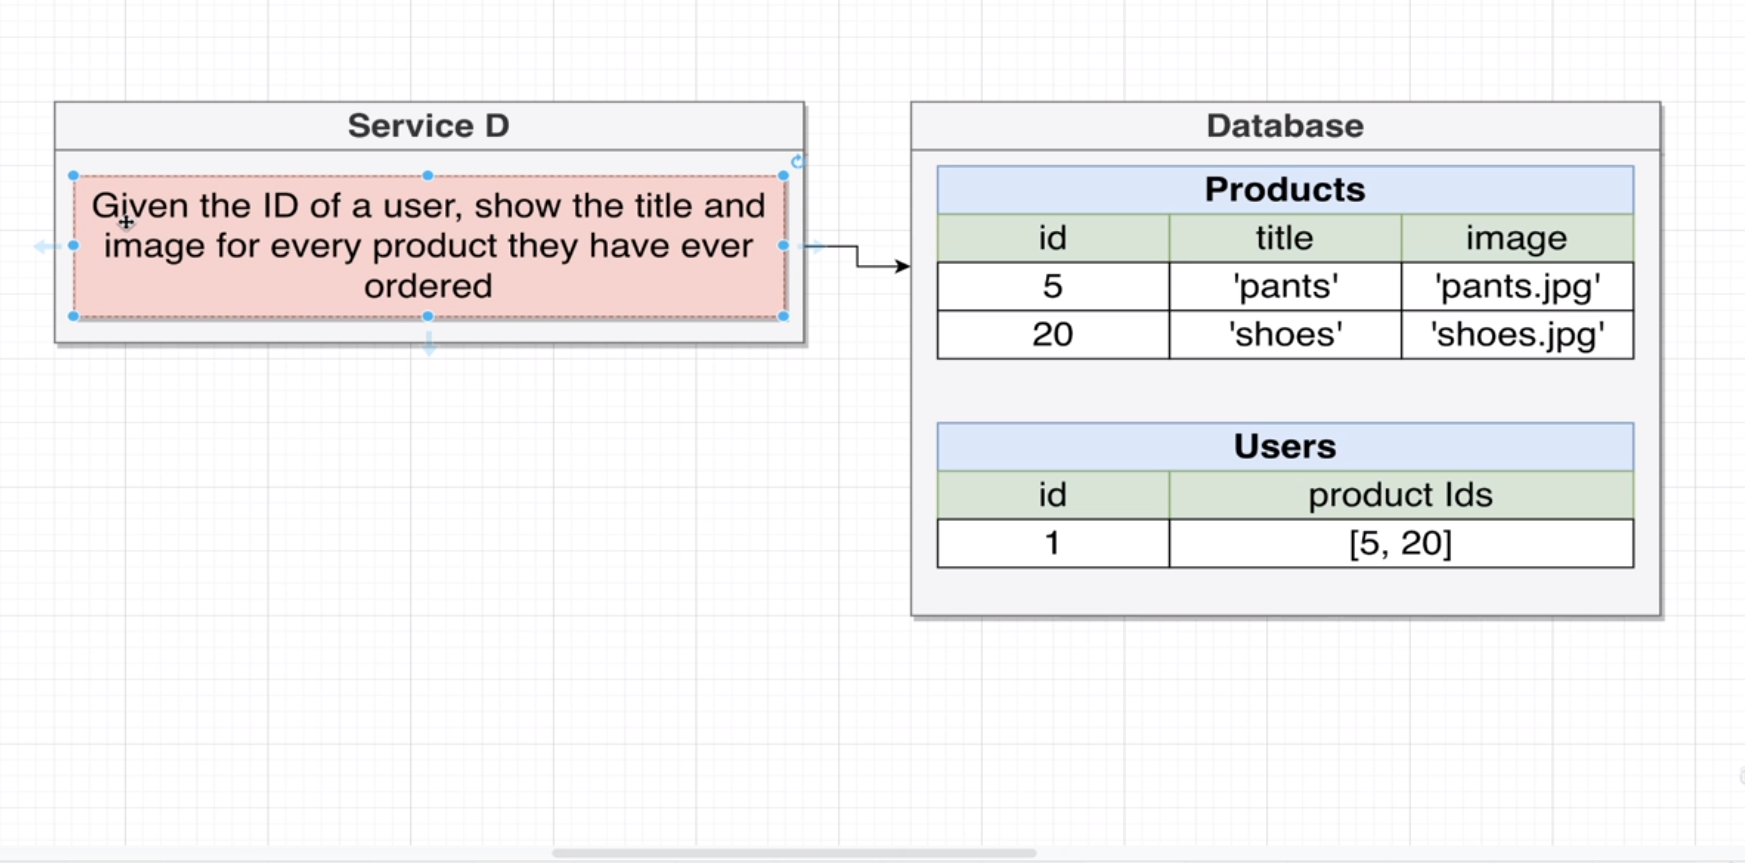 Service D
Given the ID of a user, show the title and
image for every product they have ever
ordered
Database
Products
id title image
5 'pants' 'pants.jpg'
20 'shoes' 'shoes.jpg'
Users
id product Ids
1 [5, 20]